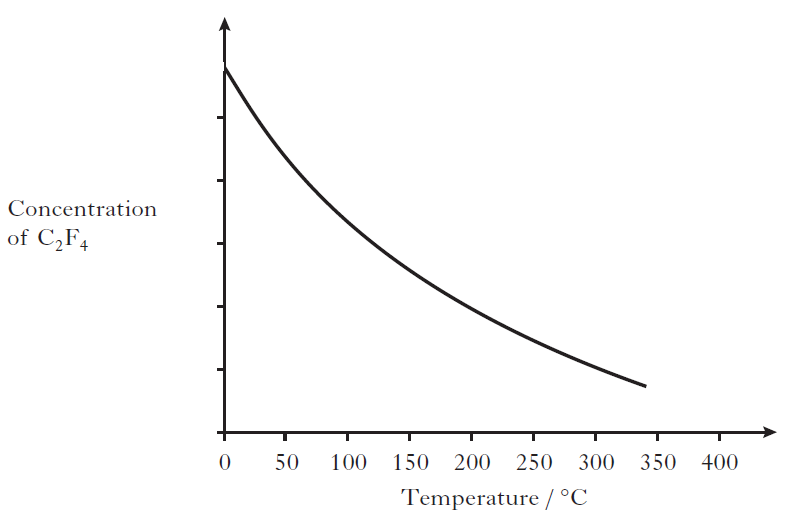 Concentration
of C₂F₄
0 50 100 150 200 250 300 350 400
Temperature / °C